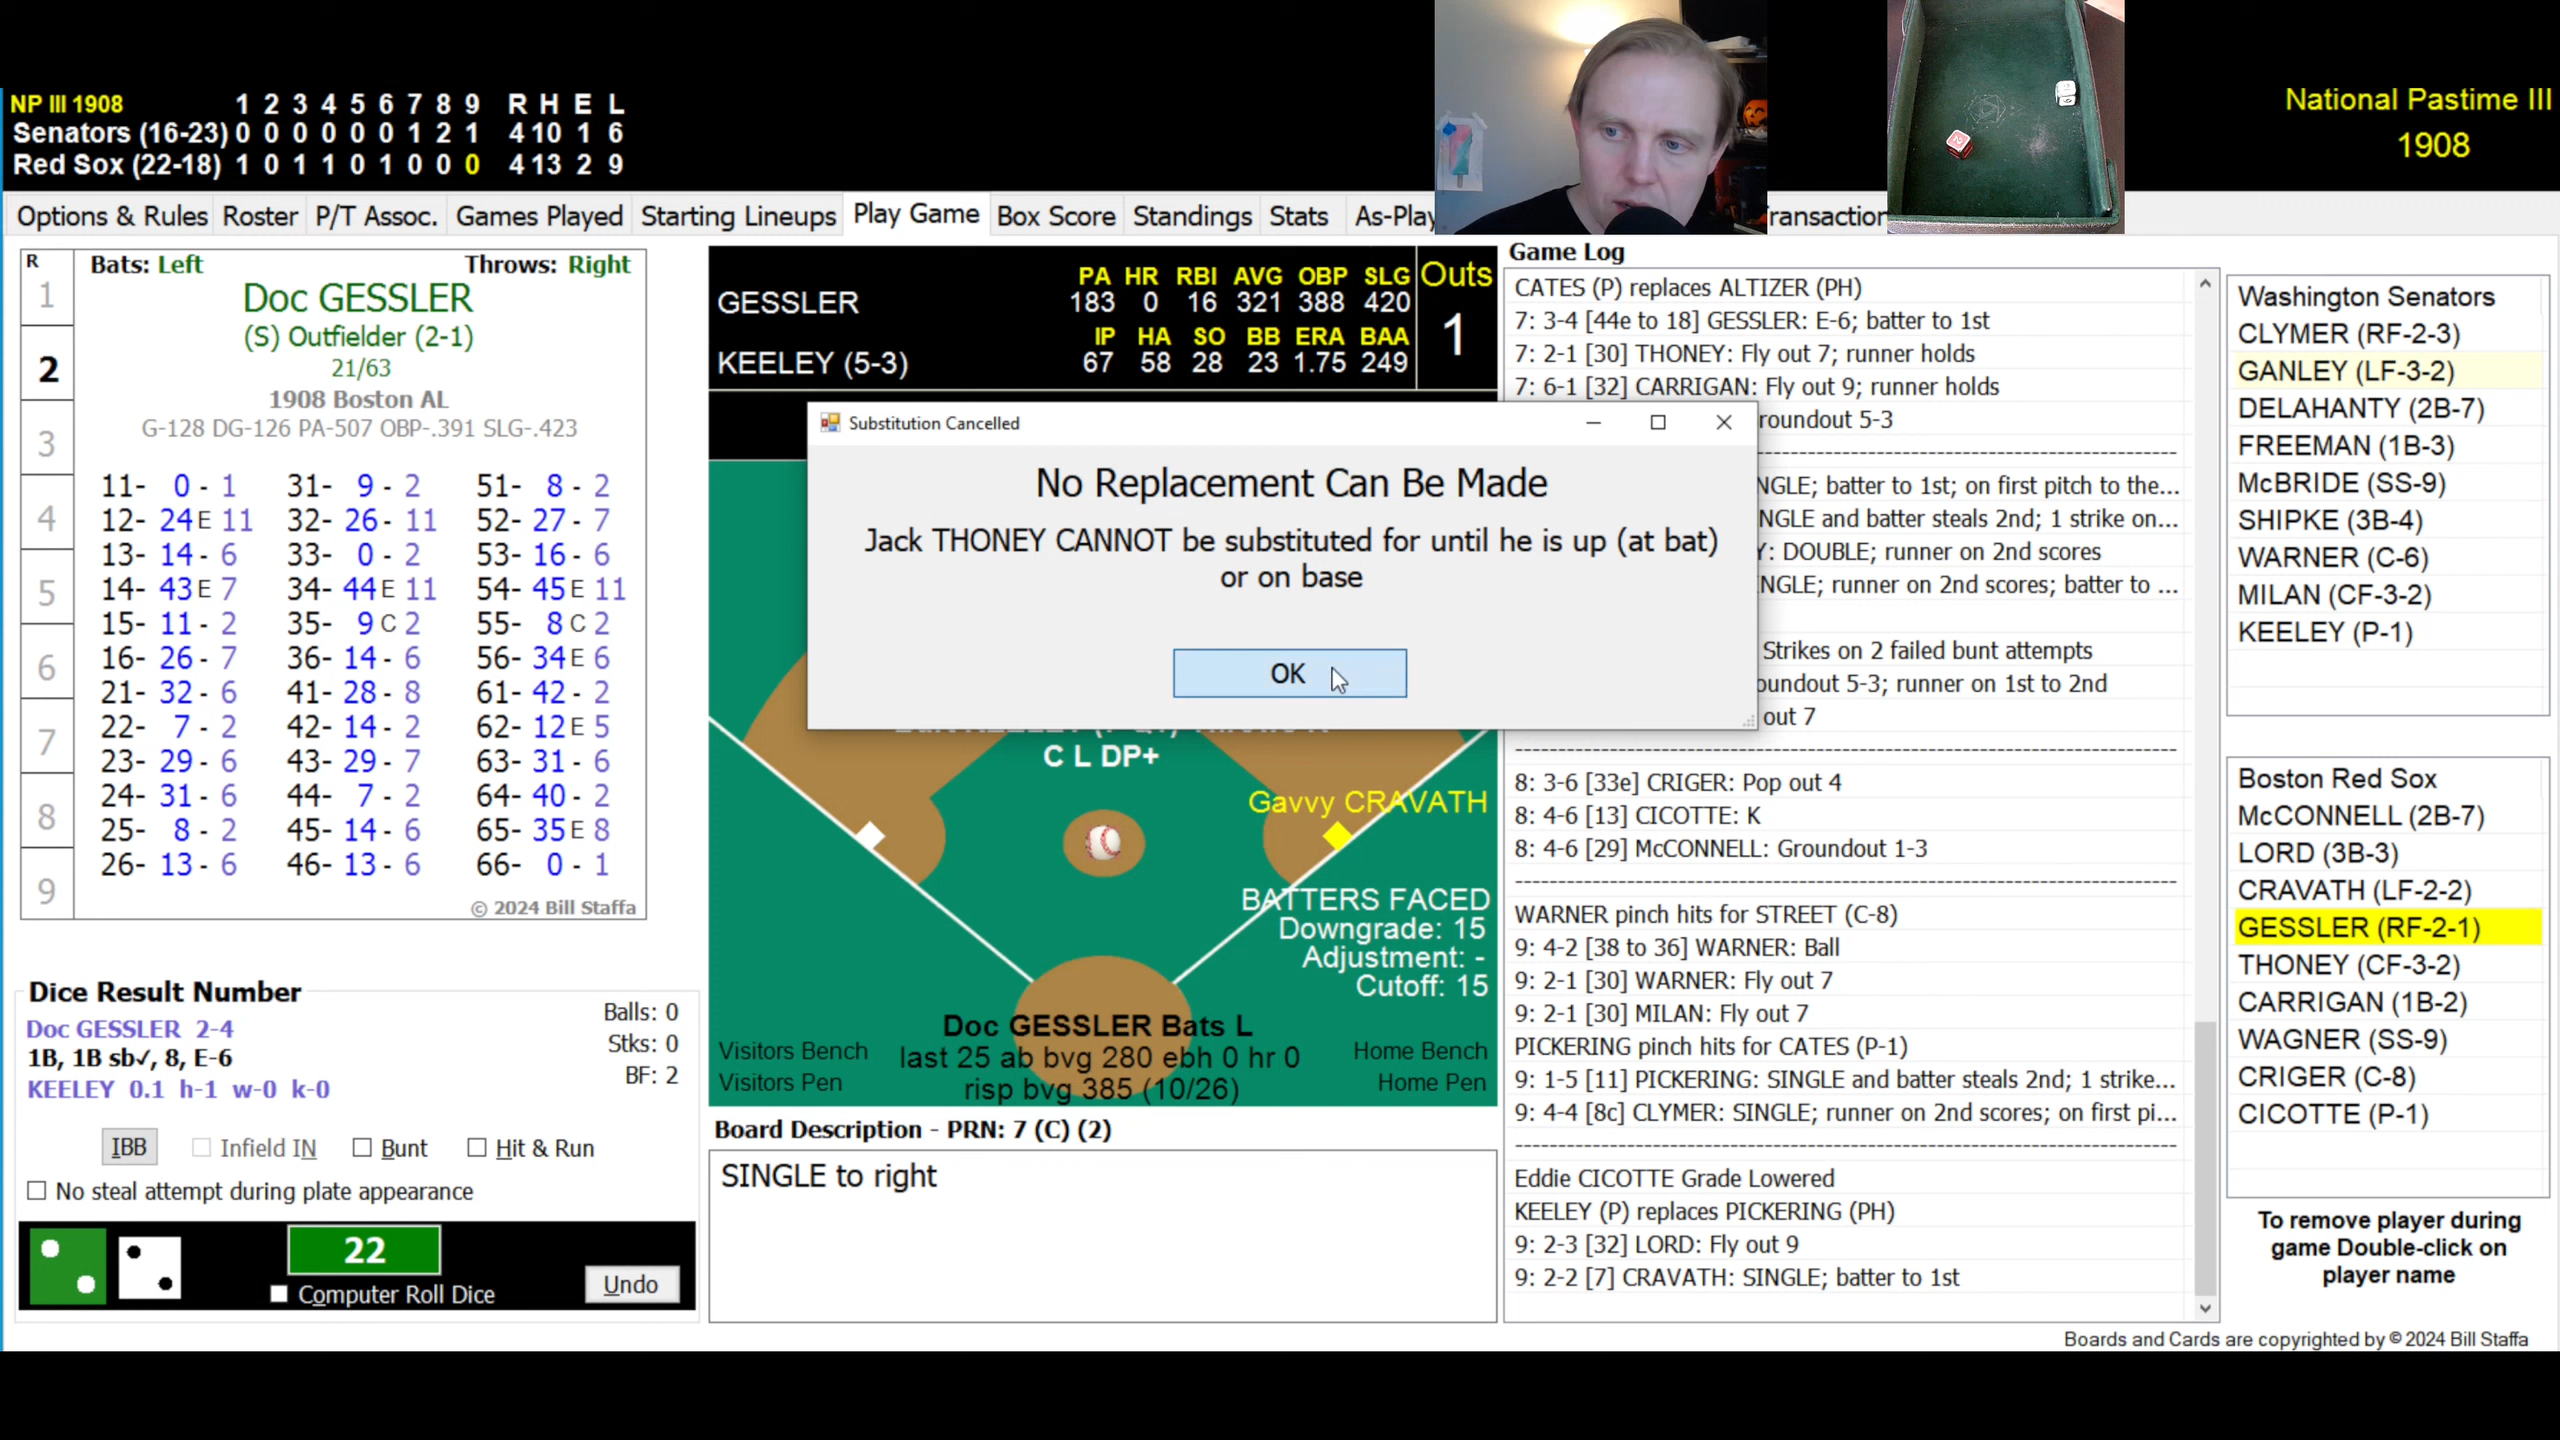 NP III 1908 1 2 3 4 5 6 7 8 9 R H E L
Senators (16-23) 0 0 0 0 0 0 1 2 1 4 10 1 6
Red Sox (22-18) 1 0 1 1 0 1 0 0 0 4 13 2 9
National Pastime III
1908
Options & Rules Roster P/T Assoc. Games Played Starting Lineups Play Game Box Score Standings Stats As-Play ransaction
R
1
2
3
4
5
6
7
8
9
Bats: Left Throws: Right
Doc GESSLER
(S) Outfielder (2-1)
21/63
1908 Boston AL
G-128 DG-126 PA-507 OBP-.391 SLG-.423
11- 0 - 1 31- 9 - 2 51- 8 - 2
12- 24 E 11 32- 26 - 11 52- 27 - 7
13- 14 - 6 33- 0 - 2 53- 16 - 6
14- 43 E 7 34- 44 E 11 54- 45 E 11
15- 11 - 2 35- 9 C 2 55- 8 C 2
16- 26 - 7 36- 14 - 6 56- 34 E 6
21- 32 - 6 41- 28 - 8 61- 42 - 2
22- 7 - 2 42- 14 - 2 62- 12 E 5
23- 29 - 6 43- 29 - 7 63- 31 - 6
24- 31 - 6 44- 7 - 2 64- 40 - 2
25- 8 - 2 45- 14 - 6 65- 35 E 8
26- 13 - 6 46- 13 - 6 66- 0 - 1
© 2024 Bill Staffa
Dice Result Number
Doc GESSLER 2-4
1B, 1B sb✓, 8, E-6
KEELEY 0.1 h-1 w-0 k-0
Balls: 0
Stks: 0
BF: 2
IBB Infield IN Bunt Hit & Run
No steal attempt during plate appearance
22
Computer Roll Dice
Undo
PA HR RBI AVG OBP SLG
GESSLER 183 0 16 321 388 420
IP HA SO BB ERA BAA
KEELEY (5-3) 67 58 28 23 1.75 249
Outs
1
Substitution Cancelled
No Replacement Can Be Made
Jack THONEY CANNOT be substituted for until he is up (at bat)
or on base
OK
C L DP+
Gavvy CRAVATH
BATTERS FACED
Downgrade: 15
Adjustment: -
Cutoff: 15
Doc GESSLER Bats L
last 25 ab bvg 280 ebh 0 hr 0
risp bvg 385 (10/26)
Visitors Bench
Visitors Pen
Home Bench
Home Pen
Board Description - PRN: 7 (C) (2)
SINGLE to right
Game Log
CATES (P) replaces ALTIZER (PH)
7: 3-4 [44e to 18] GESSLER: E-6; batter to 1st
7: 2-1 [30] THONEY: Fly out 7; runner holds
7: 6-1 [32] CARRIGAN: Fly out 9; runner holds
roundout 5-3
NGLE; batter to 1st; on first pitch to the...
NGLE and batter steals 2nd; 1 strike on...
Y: DOUBLE; runner on 2nd scores
NGLE; runner on 2nd scores; batter to ...
Strikes on 2 failed bunt attempts
oundout 5-3; runner on 1st to 2nd
out 7
8: 3-6 [33e] CRIGER: Pop out 4
8: 4-6 [13] CICOTTE: K
8: 4-6 [29] McCONNELL: Groundout 1-3
WARNER pinch hits for STREET (C-8)
9: 4-2 [38 to 36] WARNER: Ball
9: 2-1 [30] WARNER: Fly out 7
9: 2-1 [30] MILAN: Fly out 7
PICKERING pinch hits for CATES (P-1)
9: 1-5 [11] PICKERING: SINGLE and batter steals 2nd; 1 strike...
9: 4-4 [8c] CLYMER: SINGLE; runner on 2nd scores; on first pi...
Eddie CICOTTE Grade Lowered
KEELEY (P) replaces PICKERING (PH)
9: 2-3 [32] LORD: Fly out 9
9: 2-2 [7] CRAVATH: SINGLE; batter to 1st
Washington Senators
CLYMER (RF-2-3)
GANLEY (LF-3-2)
DELAHANTY (2B-7)
FREEMAN (1B-3)
McBRIDE (SS-9)
SHIPKE (3B-4)
WARNER (C-6)
MILAN (CF-3-2)
KEELEY (P-1)
Boston Red Sox
McCONNELL (2B-7)
LORD (3B-3)
CRAVATH (LF-2-2)
GESSLER (RF-2-1)
THONEY (CF-3-2)
CARRIGAN (1B-2)
WAGNER (SS-9)
CRIGER (C-8)
CICOTTE (P-1)
To remove player during
game Double-click on
player name
Boards and Cards are copyrighted by © 2024 Bill Staffa